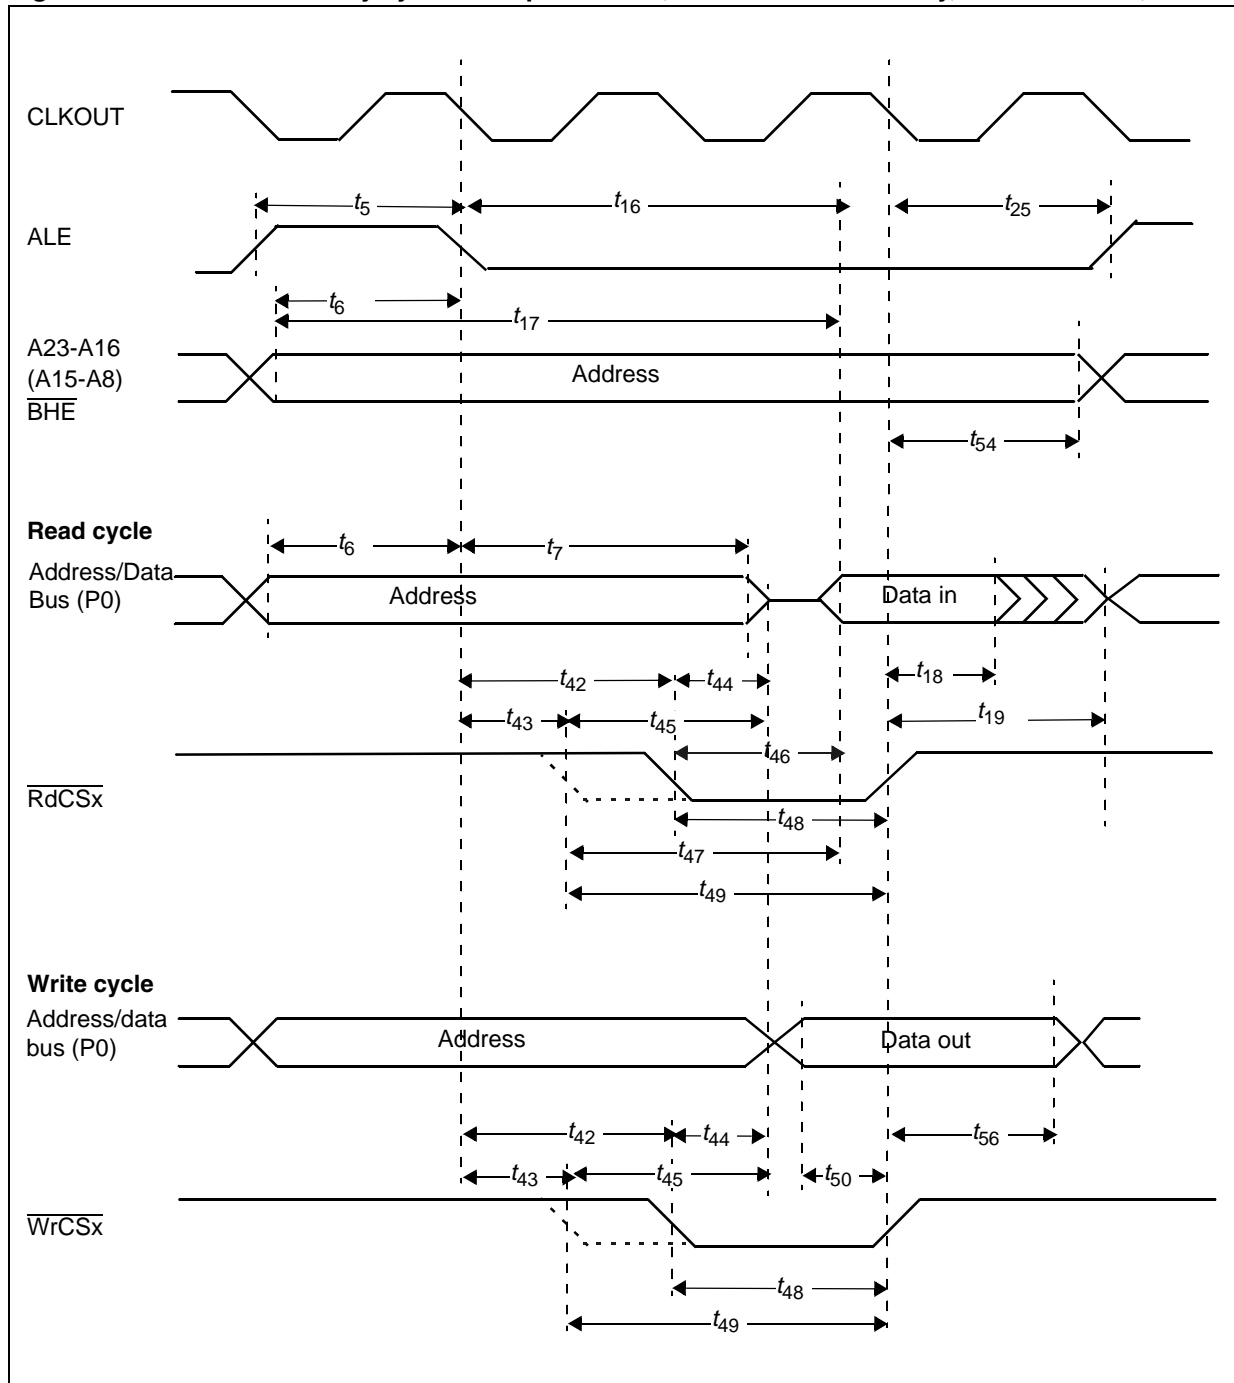 CLKOUT
t5
t16
t25
ALE
t6
t17
A23-A16
(A15-A8)
BHE
Address
t54
Read cycle
t6
t7
Address/Data
Bus (P0)
Address
Data in
t42
t44
t18
t43
t45
t19
t46
RdCSx
t48
t47
t49
Write cycle
Address/data
bus (P0)
Address
Data out
t42
t44
t56
t43
t45
t50
WrCSx
t48
t49